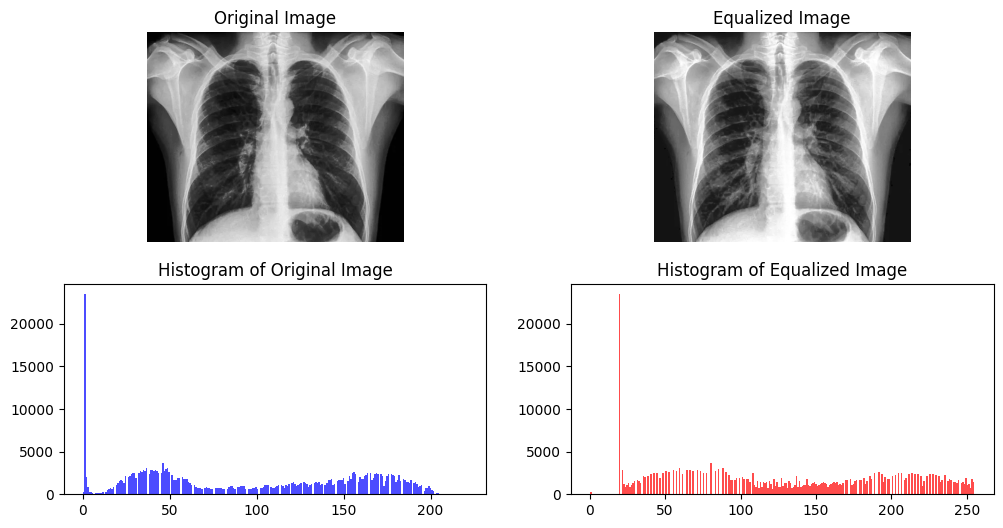 Original Image
Equalized Image
Histogram of Original Image
Histogram of Equalized Image
20000
15000
10000
5000
0
0 50 100 150 200
20000
15000
10000
5000
0
0 50 100 150 200 250